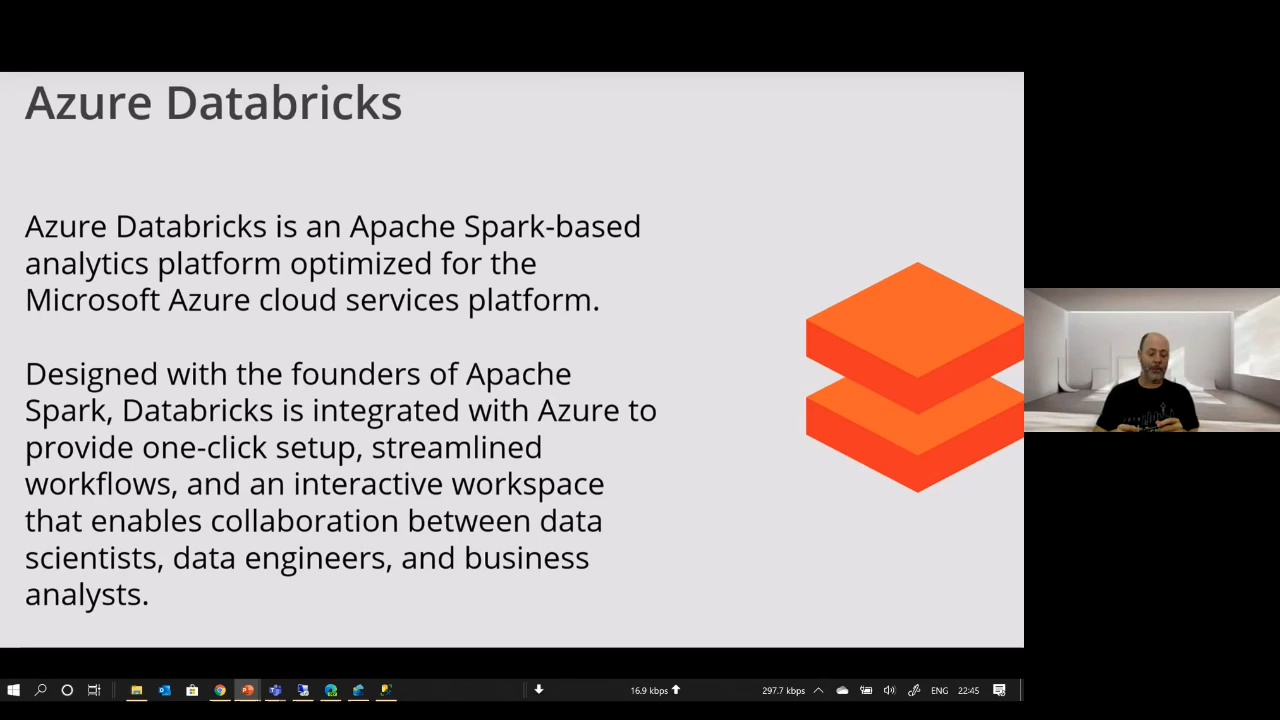 Azure Databricks
Azure Databricks is an Apache Spark-based
analytics platform optimized for the
Microsoft Azure cloud services platform.
Designed with the founders of Apache
Spark, Databricks is integrated with Azure to
provide one-click setup, streamlined
workflows, and an interactive workspace
that enables collaboration between data
scientists, data engineers, and business
analysts.
16.9 kbps 297.7 kbps ENG 22:45